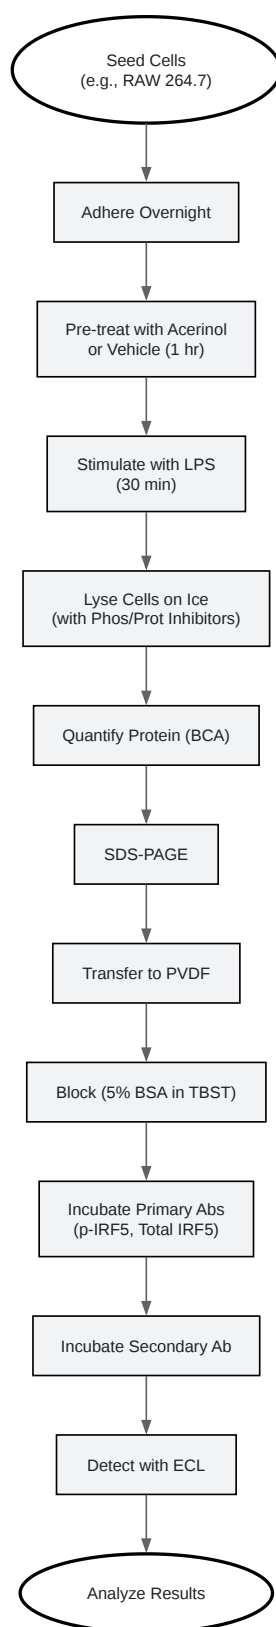 Seed Cells
(e.g., RAW 264.7)
Adhere Overnight
Pre-treat with Acerinol
or Vehicle (1 hr)
Stimulate with LPS
(30 min)
Lyse Cells on Ice
(with Phos/Prot Inhibitors)
Quantify Protein (BCA)
SDS-PAGE
Transfer to PVDF
Block (5% BSA in TBST)
Incubate Primary Abs
(p-IRF5, Total IRF5)
Incubate Secondary Ab
Detect with ECL
Analyze Results